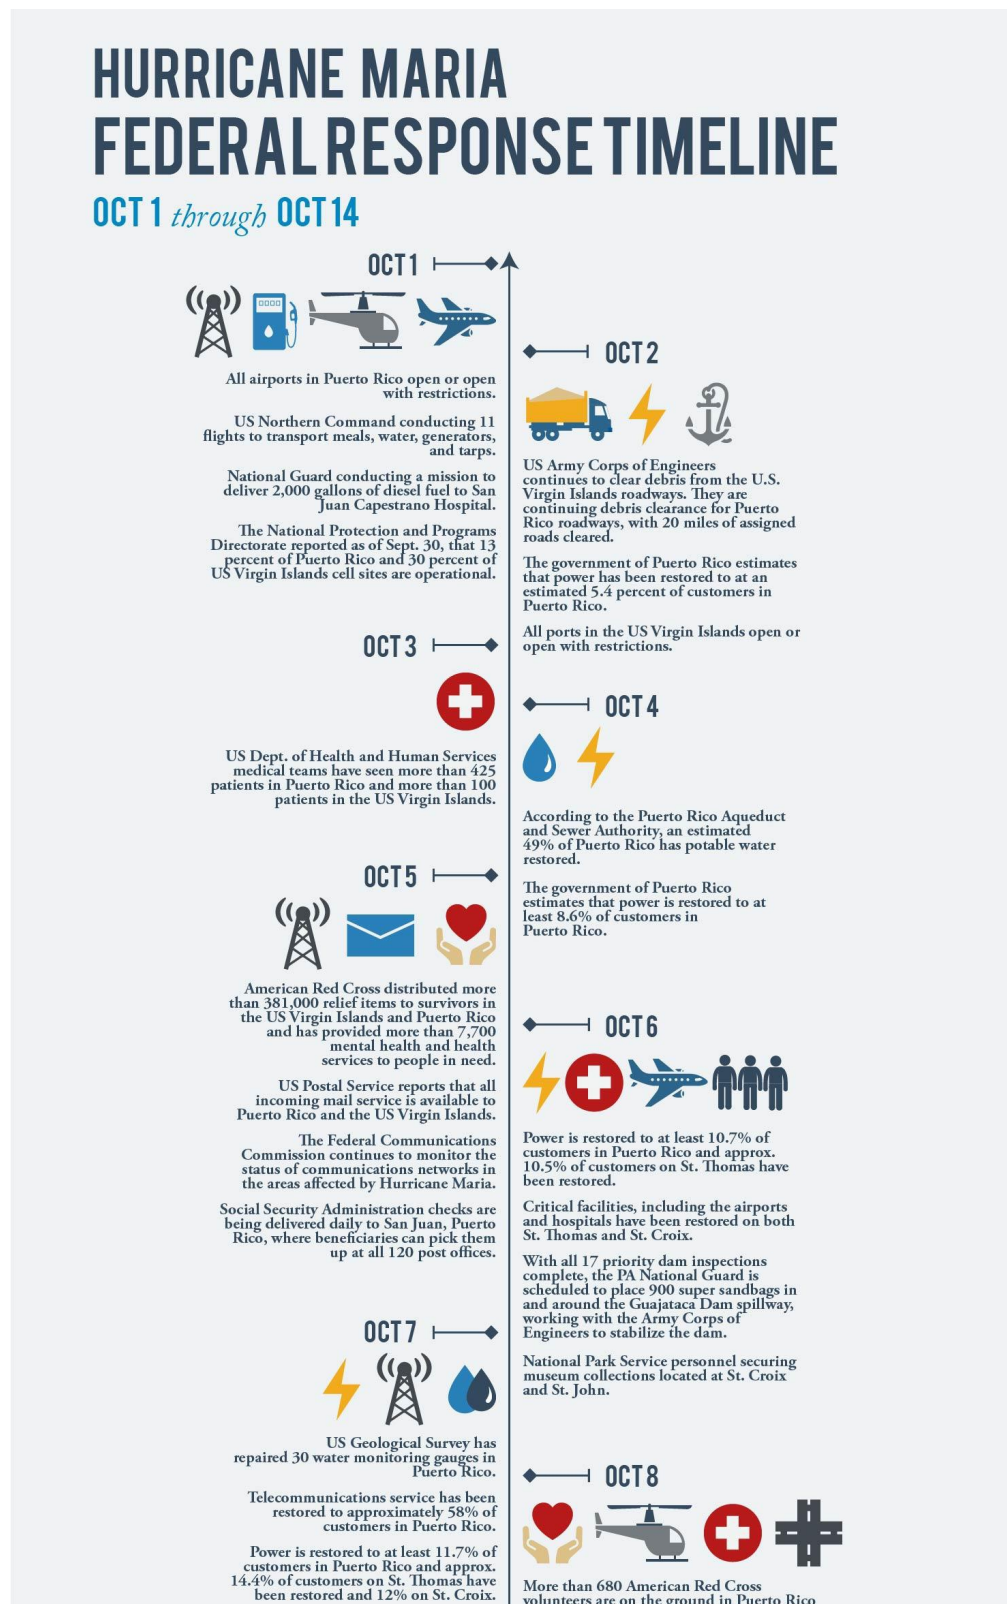 HURRICANE MARIA
FEDERAL RESPONSE TIMELINE
OCT 1 through OCT 14
OCT 1
All airports in Puerto Rico open or open
with restrictions.
US Northern Command conducting 11
flights to transport meals, water, generators,
and tarps.
National Guard conducting a mission to
deliver 2,000 gallons of diesel fuel to San
Juan Capestrano Hospital.
The National Protection and Programs
Directorate reported as of Sept. 30, that 13
percent of Puerto Rico and 30 percent of
US Virgin Islands cell sites are operational.
OCT 2
US Army Corps of Engineers
continues to clear debris from the U.S.
Virgin Islands roadways. They are
continuing debris clearance for Puerto
Rico roadways, with 20 miles of assigned
roads cleared.
The government of Puerto Rico estimates
that power has been restored to at an
estimated 5.4 percent of customers in
Puerto Rico.
All ports in the US Virgin Islands open or
open with restrictions.
OCT 3
US Dept. of Health and Human Services
medical teams have seen more than 425
patients in Puerto Rico and more than 100
patients in the US Virgin Islands.
OCT 4
According to the Puerto Rico Aqueduct
and Sewer Authority, an estimated
49% of Puerto Rico has potable water
restored.
The government of Puerto Rico
estimates that power is restored to at
least 8.6% of customers in
Puerto Rico.
OCT 5
American Red Cross distributed more
than 381,000 relief items to survivors in
the US Virgin Islands and Puerto Rico
and has provided more than 7,700
mental health and health
services to people in need.
US Postal Service reports that all
incoming mail service is available to
Puerto Rico and the US Virgin Islands.
The Federal Communications
Commission continues to monitor the
status of communications networks in
the areas affected by Hurricane Maria.
Social Security Administration checks are
being delivered daily to San Juan, Puerto
Rico, where beneficiaries can pick them
up at all 120 post offices.
OCT 6
Power is restored to at least 10.7% of
customers in Puerto Rico and approx.
10.5% of customers on St. Thomas have
been restored.
Critical facilities, including the airports
and hospitals have been restored on both
St. Thomas and St. Croix.
With all 17 priority dam inspections
complete, the PA National Guard is
scheduled to place 900 super sandbags in
and around the Guajataca Dam spillway,
working with the Army Corps of
Engineers to stabilize the dam.
National Park Service personnel securing
museum collections located at St. Croix
and St. John.
OCT 7
US Geological Survey has
repaired 30 water monitoring gauges in
Puerto Rico.
Telecommunications service has been
restored to approximately 58% of
customers in Puerto Rico.
Power is restored to at least 11.7% of
customers in Puerto Rico and approx.
14.4% of customers on St. Thomas have
been restored and 12% on St. Croix.
OCT 8
More than 680 American Red Cross
volunteers are on the ground in Puerto Rico